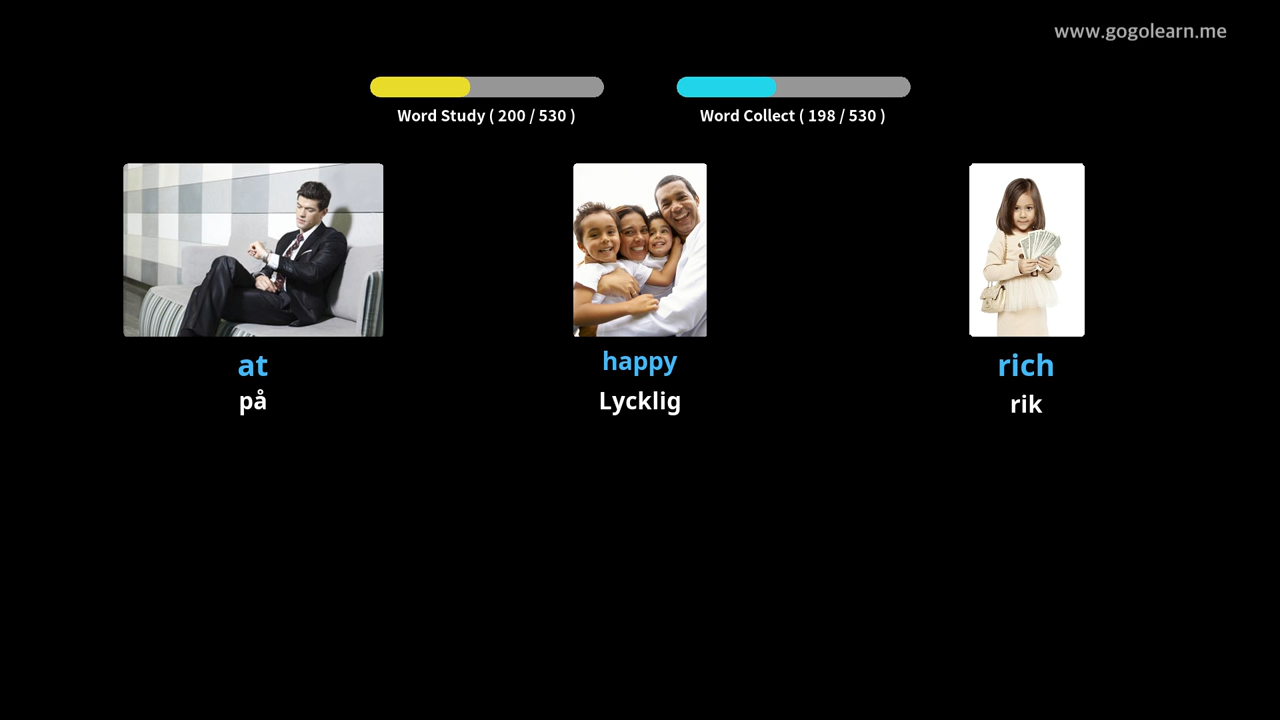 www.gogolearn.me
Word Study ( 200 / 530 )
Word Collect ( 198 / 530 )
at
på
happy
Lycklig
rich
rik